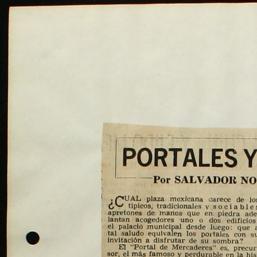 PORTALES Y
Por SALVADOR NO
¿CUAL plaza mexicana carece de los
típicos, tradicionales y sociables
apretones de manos que en piedra ade
lantan acogedores uno o dos edificios
el palacio municipal desde luego: que a
tal saludo equivalen los portales, con su
invitación a disfrutar de su sombra?
El "Portal de Mercaderes" es, precur
sor, el más famoso y perdurable en la his